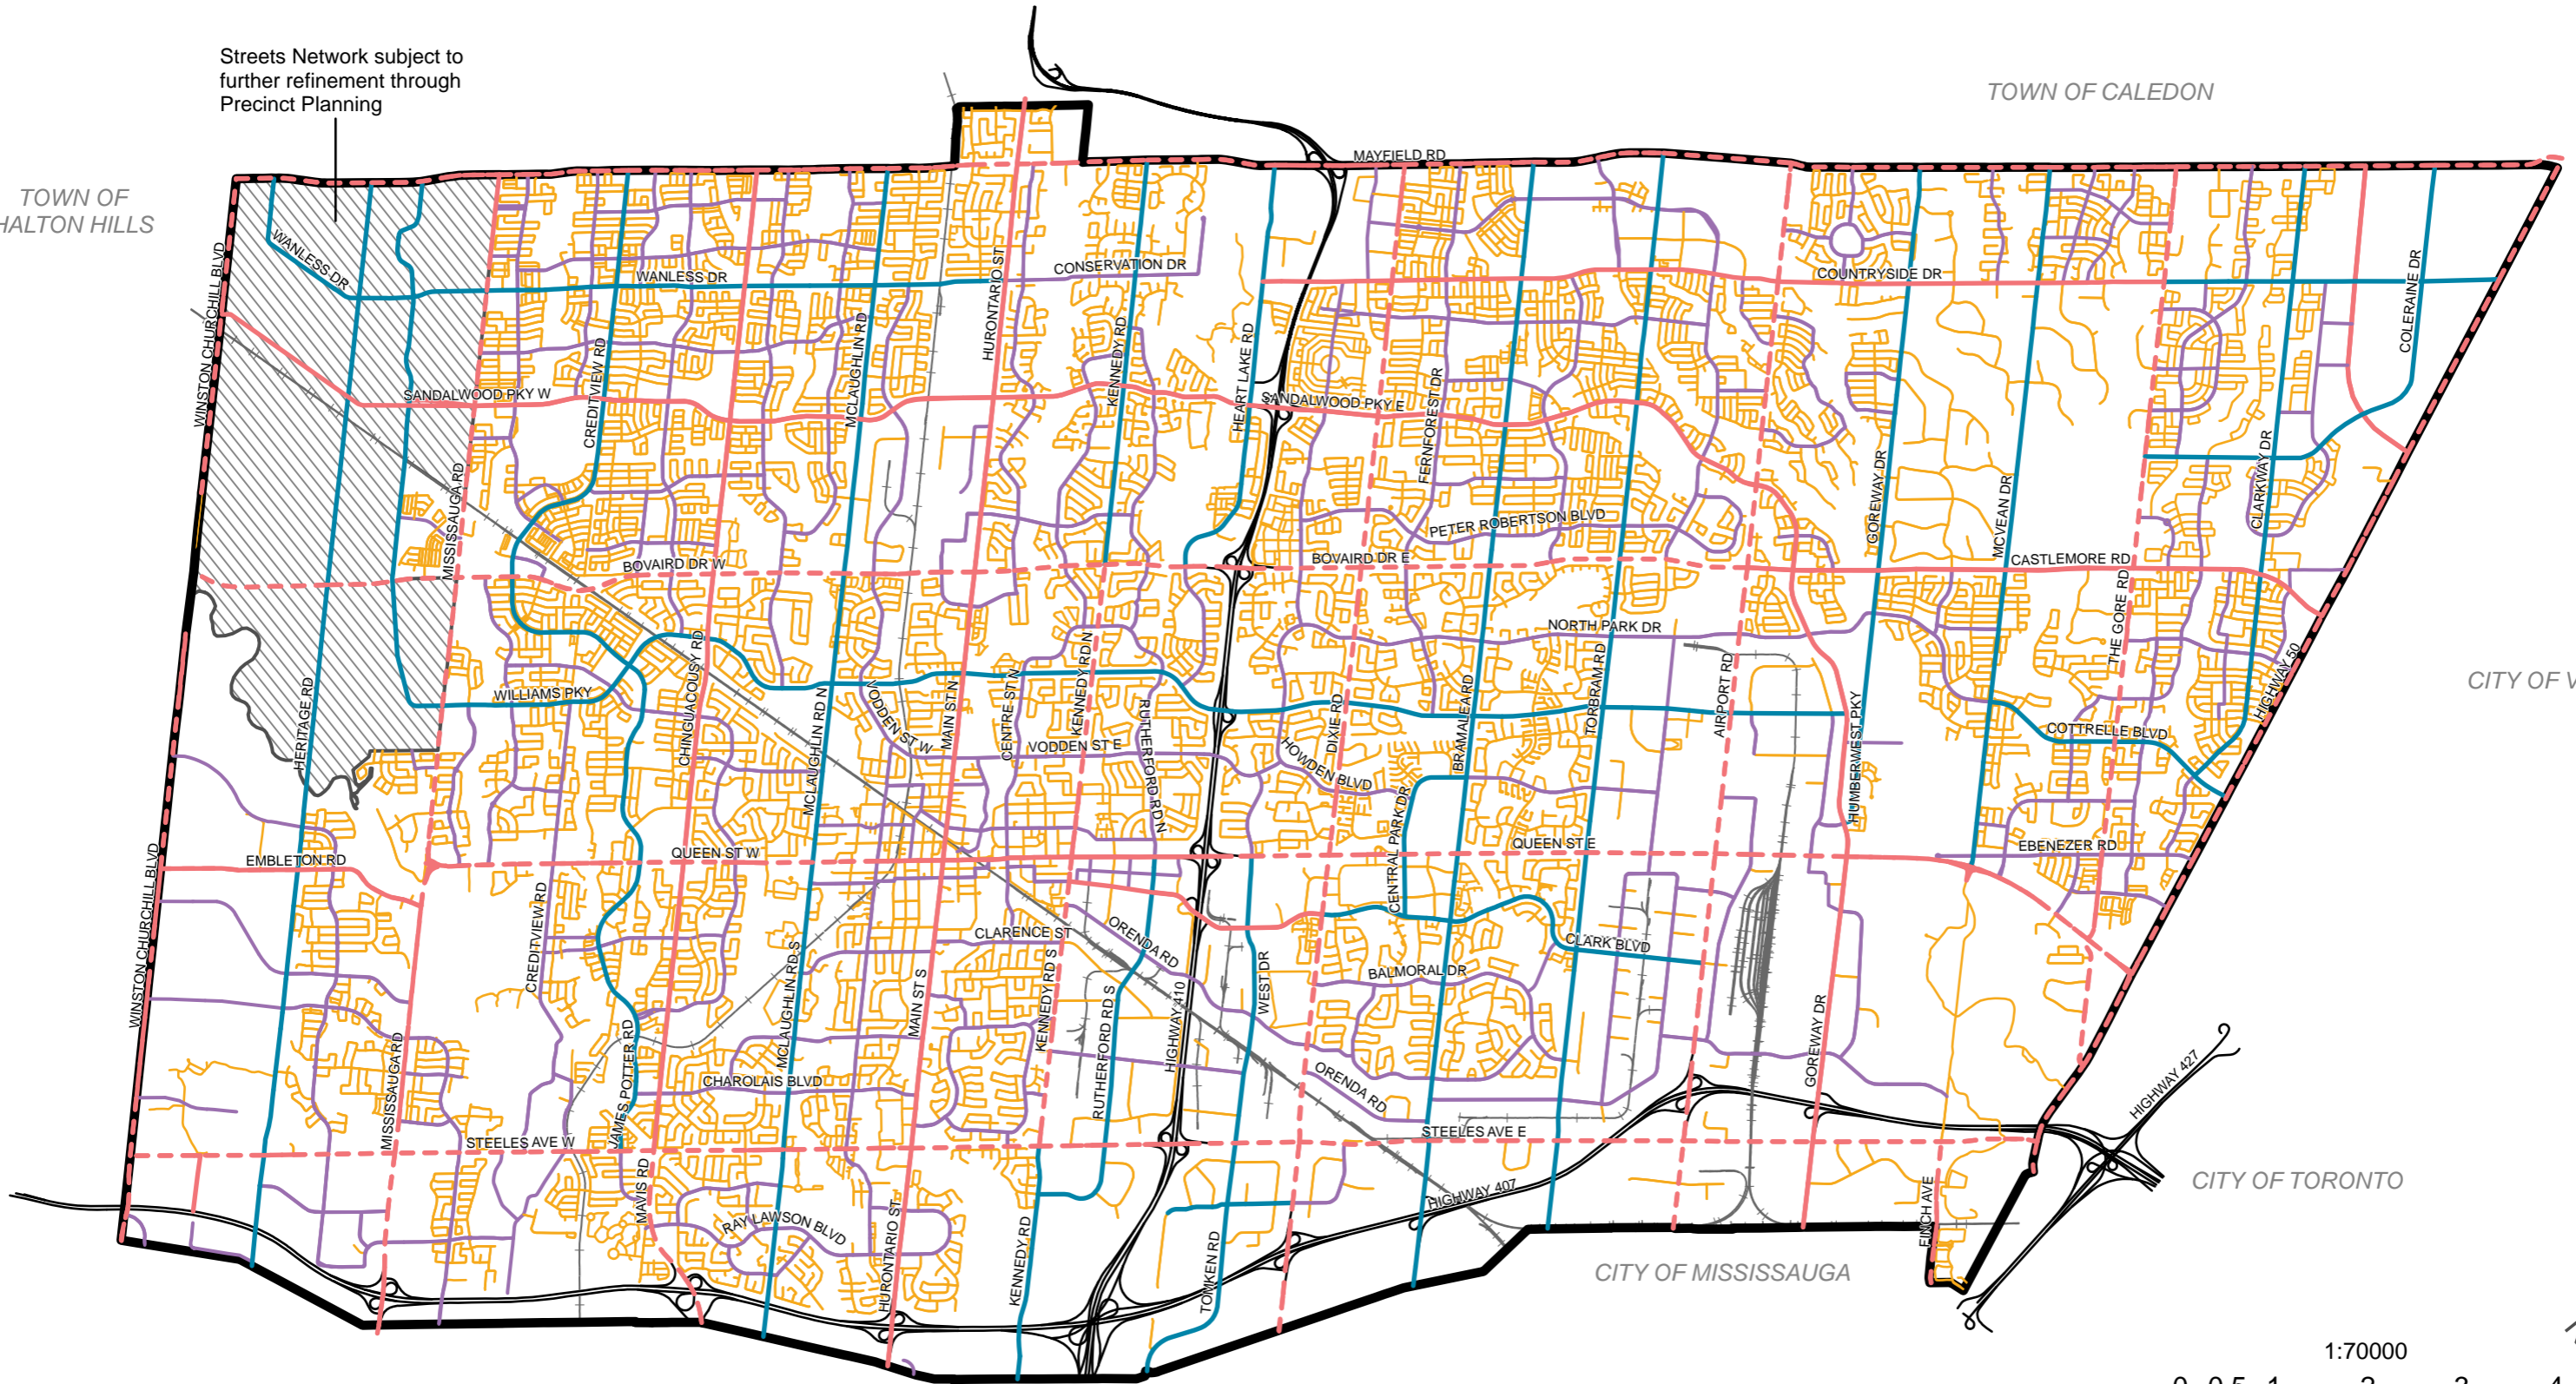 Streets Network subject to
further refinement through
Precinct Planning
TOWN OF CALEDON
TOWN OF
HALTON HILLS
MAYFIELD RD
WINSTON CHURCHILL BLVD
WANLESS DR
WANLESS DR
HURONTARIO ST
CONSERVATION DR
COUNTRYSIDE DR
COLERAINE DR
CREDITVIEW RD
MCLAUGHLIN RD
KENNEDY RD
HEART LAKE RD
SANDALWOOD PKY W
SANDALWOOD PKY E
FERNFOREST DR
MISSISSAUGA RD
GOREWAY DR
MCVEAN DR
CLARKWAY DR
PETER ROBERTSON BLVD
BOVAIRD DR W
BOVAIRD DR E
CASTLEMORE RD
THE GORE RD
NORTH PARK DR
HERITAGE RD
WILLIAMS PKY
CHINGUACOUSY RD
MCLAUGHLIN RD N
VODDEN ST W
MAIN ST N
CENTRE ST N
KENNEDY RD N
RUTHERFORD RD N
VODDEN ST E
HOWDEN BLVD
DIXIE RD
CENTRAL PARK DR
BRAMALEA RD
TORBRAM RD
AIRPORT RD
HUMBERWEST PKY
COTTRELLE BLVD
HIGHWAY 50
CITY OF V
EMBLETON RD
QUEEN ST W
QUEEN ST E
EBENEZER RD
WINSTON CHURCHILL BLVD
CREDITVIEW RD
CLARENCE ST
ORENDA RD
CLARK BLVD
BALMORAL DR
MCLAUGHLIN RD S
MAIN ST S
KENNEDY RD S
RUTHERFORD RD S
HIGHWAY 410
WEST DR
GOREWAY DR
MISSISSAUGA RD
JAMES POTTER RD
CHAROLAIS BLVD
ORENDA RD
HIGHWAY 427
STEELES AVE W
STEELES AVE E
MAVIS RD
RAY LAWSON BLVD
HURONTARIO ST
KENNEDY RD
TOMKEN RD
HIGHWAY 407
FINCH AVE
CITY OF TORONTO
CITY OF MISSISSAUGA
1:70000
0 0.5 1 2 3 4